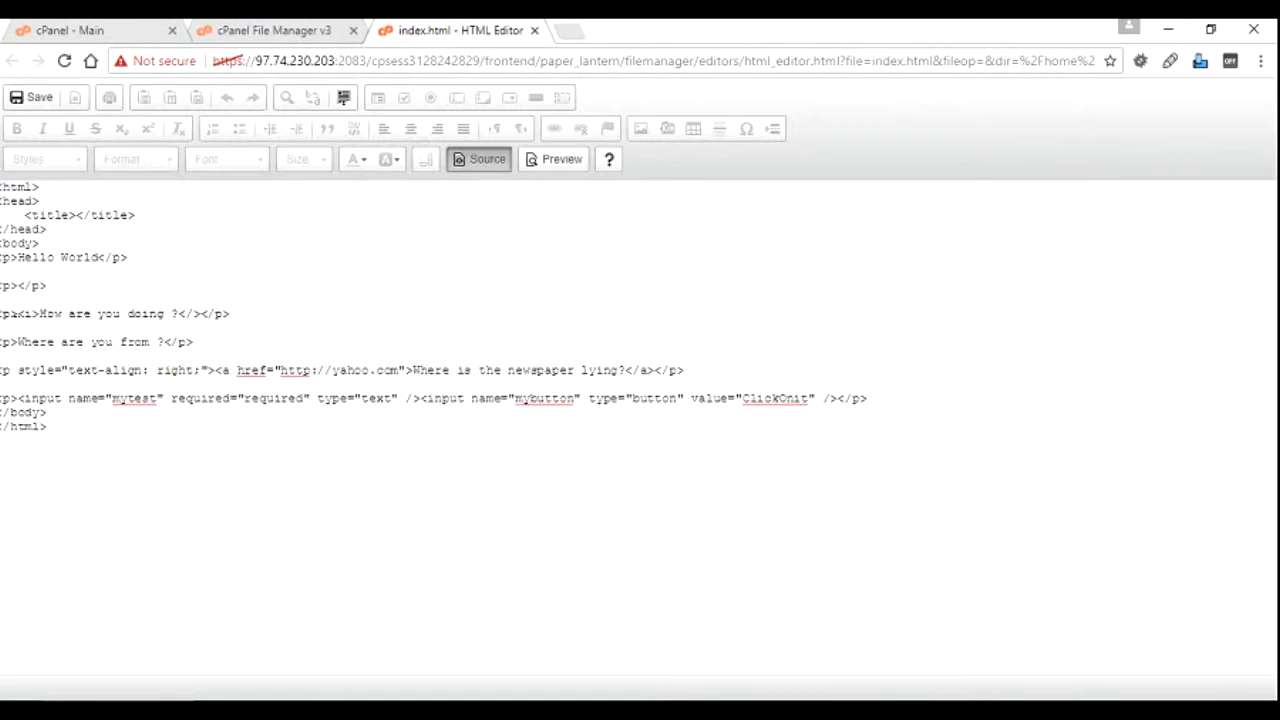 cPanel - Main
cPanel File Manager v3
index.html - HTML Editor
Not secure https://97.74.230.203:2083/cpsess3128242829/frontend/paper_lantern/filemanager/editors/html_editor.html?file=index.html&fileop=&dir=%2Fhome%2
OFF
Save
B I U S x₂ x² Tx
Styles Format Font Size A A Source Preview ?
html>
head>
<title></title>
/head>
body>
p>Hello World</p>
p></p>
p><i>How are you doing ?</></p>
p>Where are you from ?</p>
p style="text-align: right;"><a href="http://yahoo.com">Where is the newspaper lying?</a></p>
p><input name="mytest" required="required" type="text" /><input name="mybutton" type="button" value="ClickOnit" /></p>
/body>
/html>